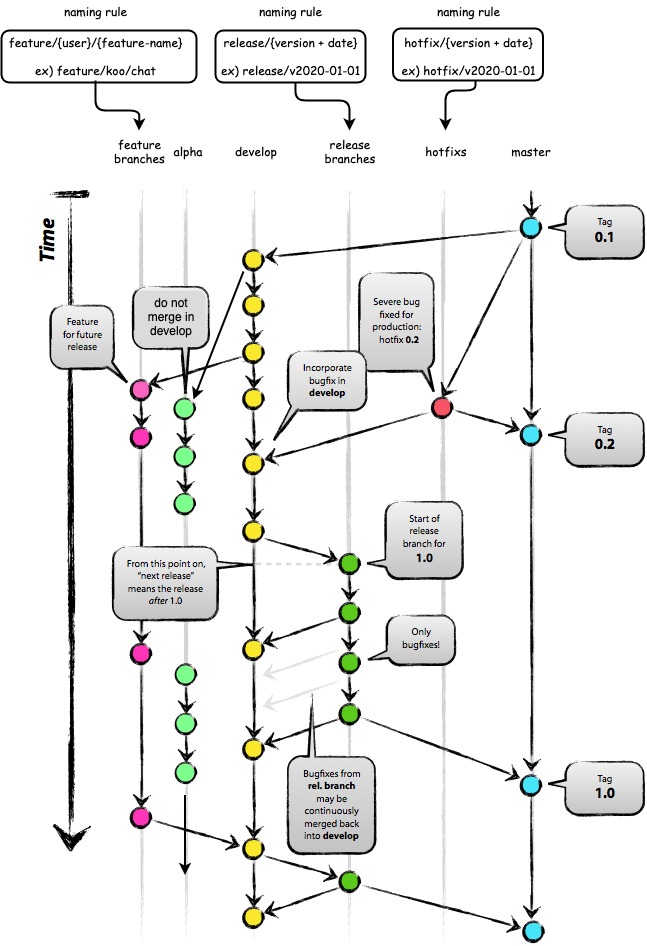 naming rule
naming rule
naming rule
feature/{user}/{feature-name}
ex) feature/koo/chat
release/{version + date}
ex) release/v2020-01-01
hotfix/{version + date}
ex) hotfix/v2020-01-01
feature
branches
alpha
develop
release
branches
hotfixs
master
Time
Tag
0.1
do not
merge in
develop
Severe bug
fixed for
production:
hotfix 0.2
Feature
for future
release
Incorporate
bugfix in
develop
Tag
0.2
Start of
release
branch for
1.0
From this point on,
“next release”
means the release
after 1.0
Only
bugfixes!
Bugfixes from
rel. branch
may be
continuously
merged back
into develop
Tag
1.0